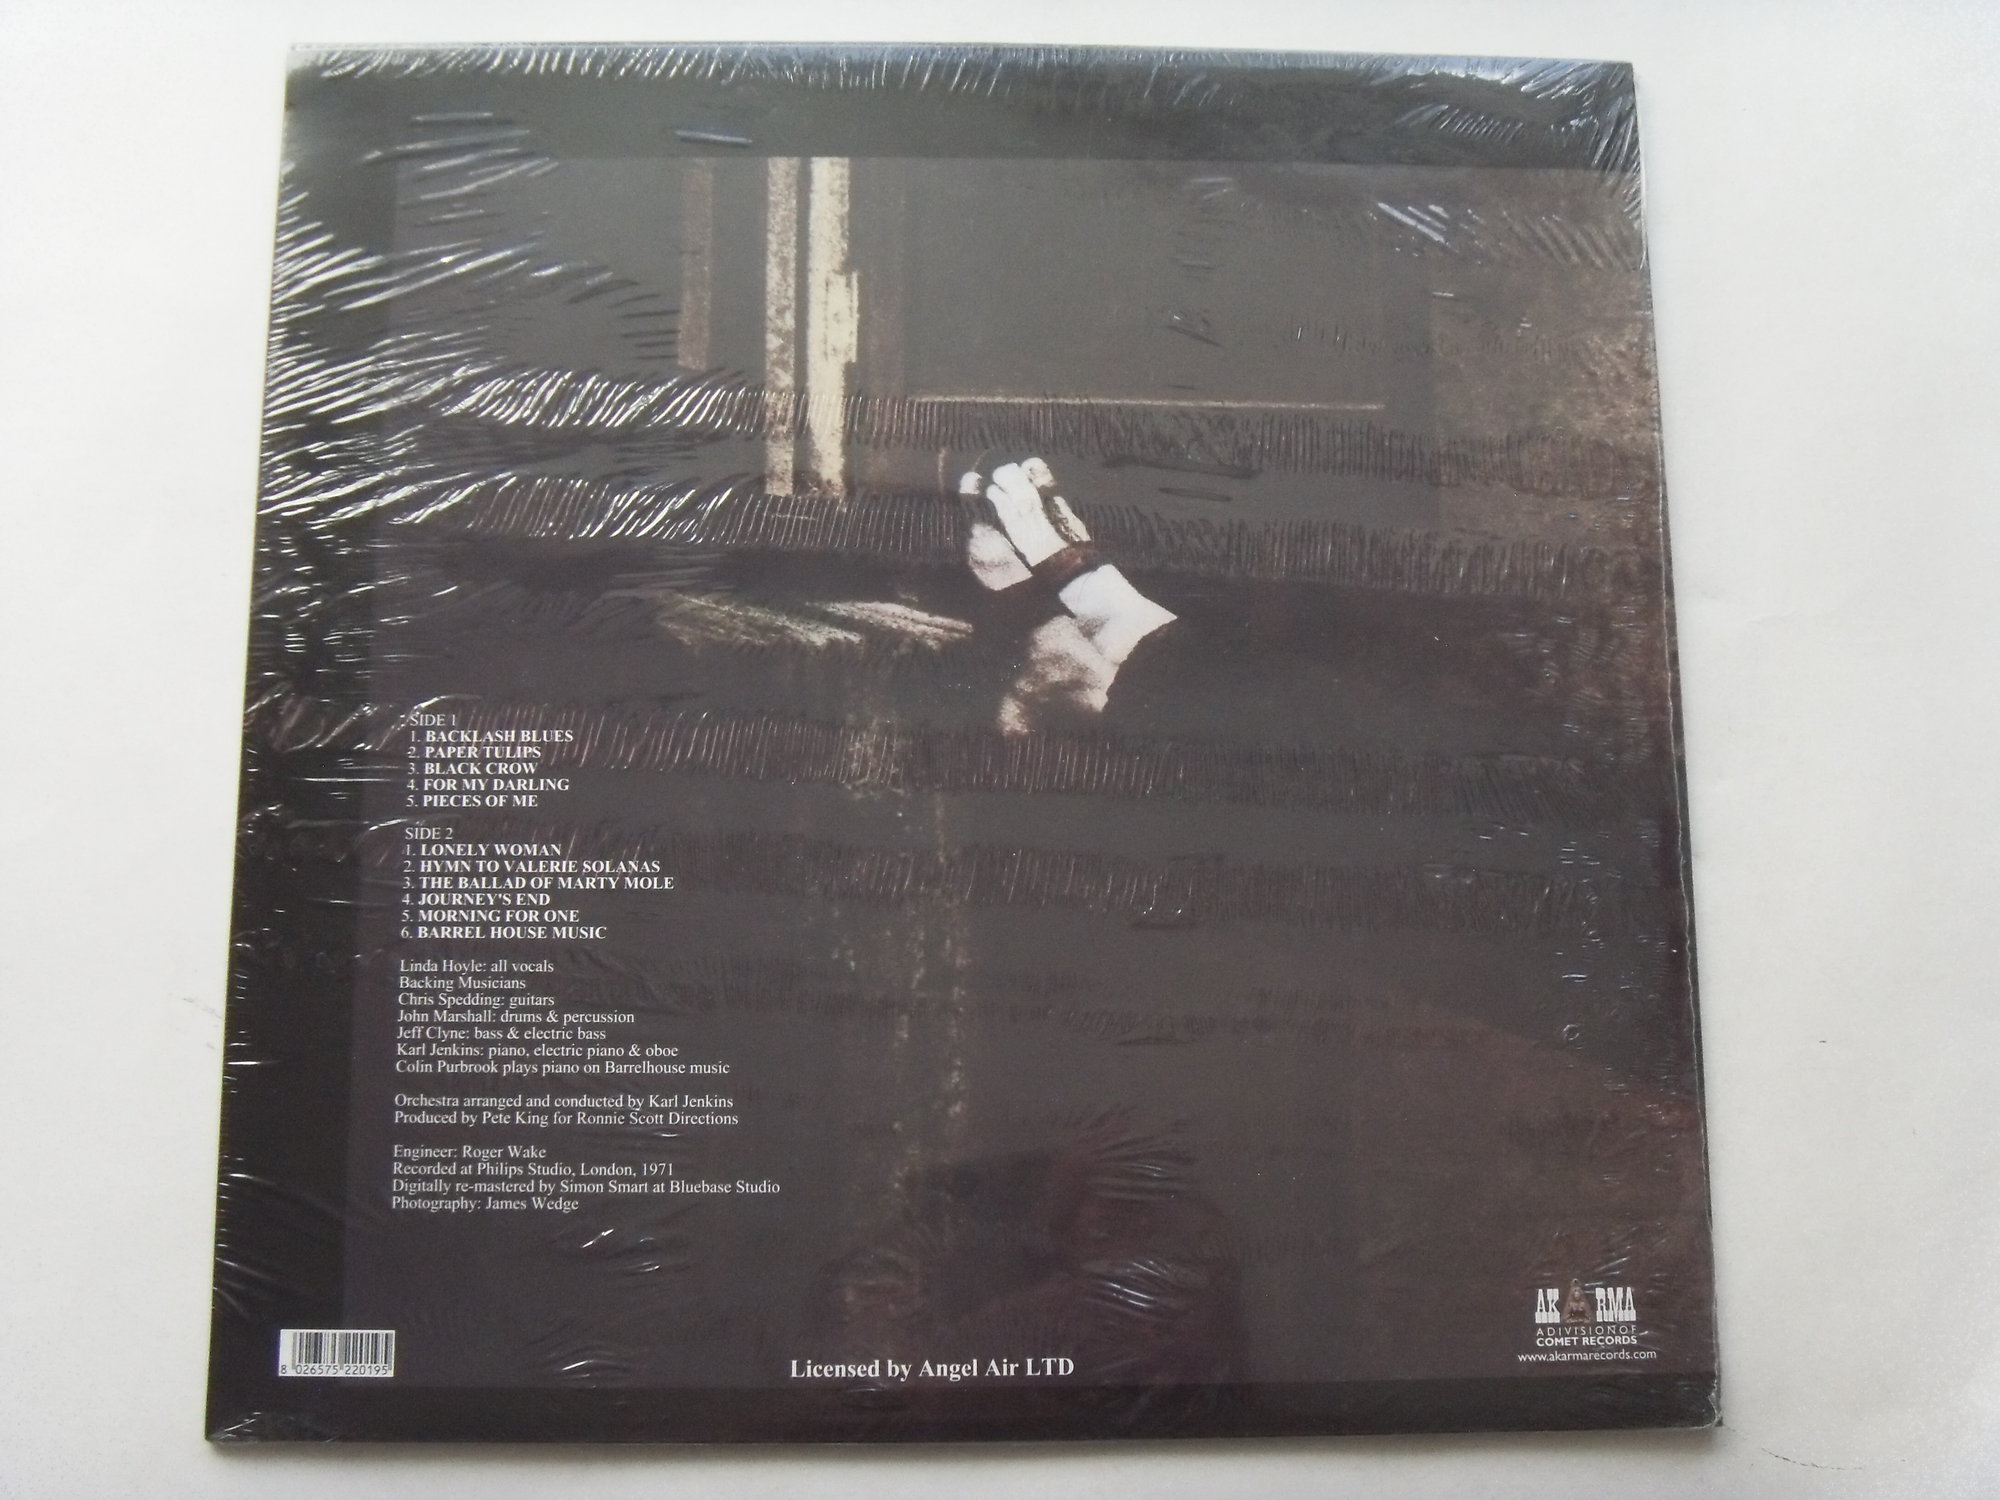 SIDE 1
1. BACKLASH BLUES
2. PAPER TULIPS
3. BLACK CROW
4. FOR MY DARLING
5. PIECES OF ME
SIDE 2
1. LONELY WOMAN
2. HYMN TO VALERIE SOLANAS
3. THE BALLAD OF MARTY MOLE
4. JOURNEY'S END
5. MORNING FOR ONE
6. BARREL HOUSE MUSIC
Linda Hoyle: all vocals
Backing Musicians
Chris Spedding: guitars
John Marshall: drums & percussion
Jeff Clyne: bass & electric bass
Karl Jenkins: piano, electric piano & oboe
Colin Purbrook plays piano on Barrelhouse music
Orchestra arranged and conducted by Karl Jenkins
Produced by Pete King for Ronnie Scott Directions
Engineer: Roger Wake
Recorded at Philips Studio, London, 1971
Digitally re-mastered by Simon Smart at Bluebase Studio
Photography: James Wedge
8 026575 220195
Licensed by Angel Air LTD
AKARMA
A DIVISION OF
COMET RECORDS
www.akarmarecords.com